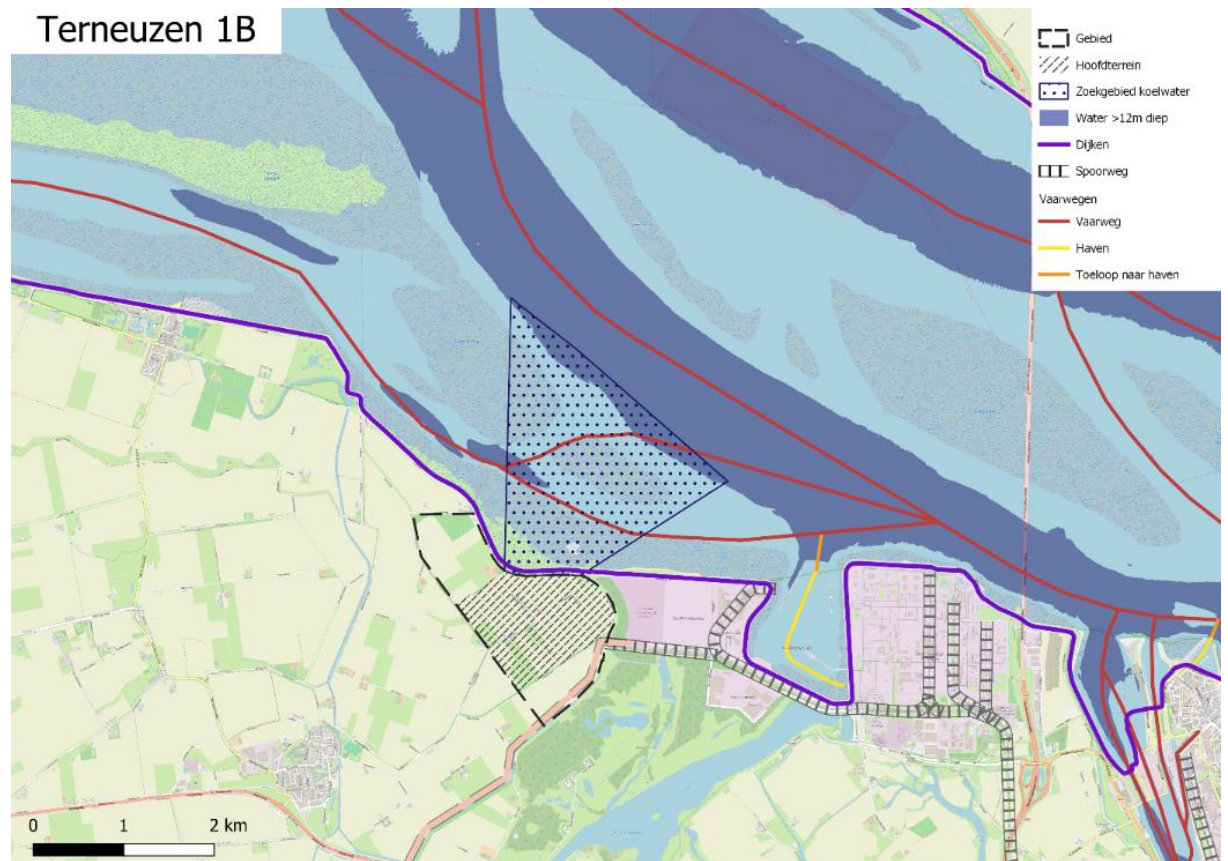 Terneuzen 1B
Gebied
Hoofdterrein
Zoekgebied koelwater
Water >12m diep
Dijken
Spoorweg
Vaarwegen
Vaarweg
Haven
Toeloop naar haven
0 1 2 km